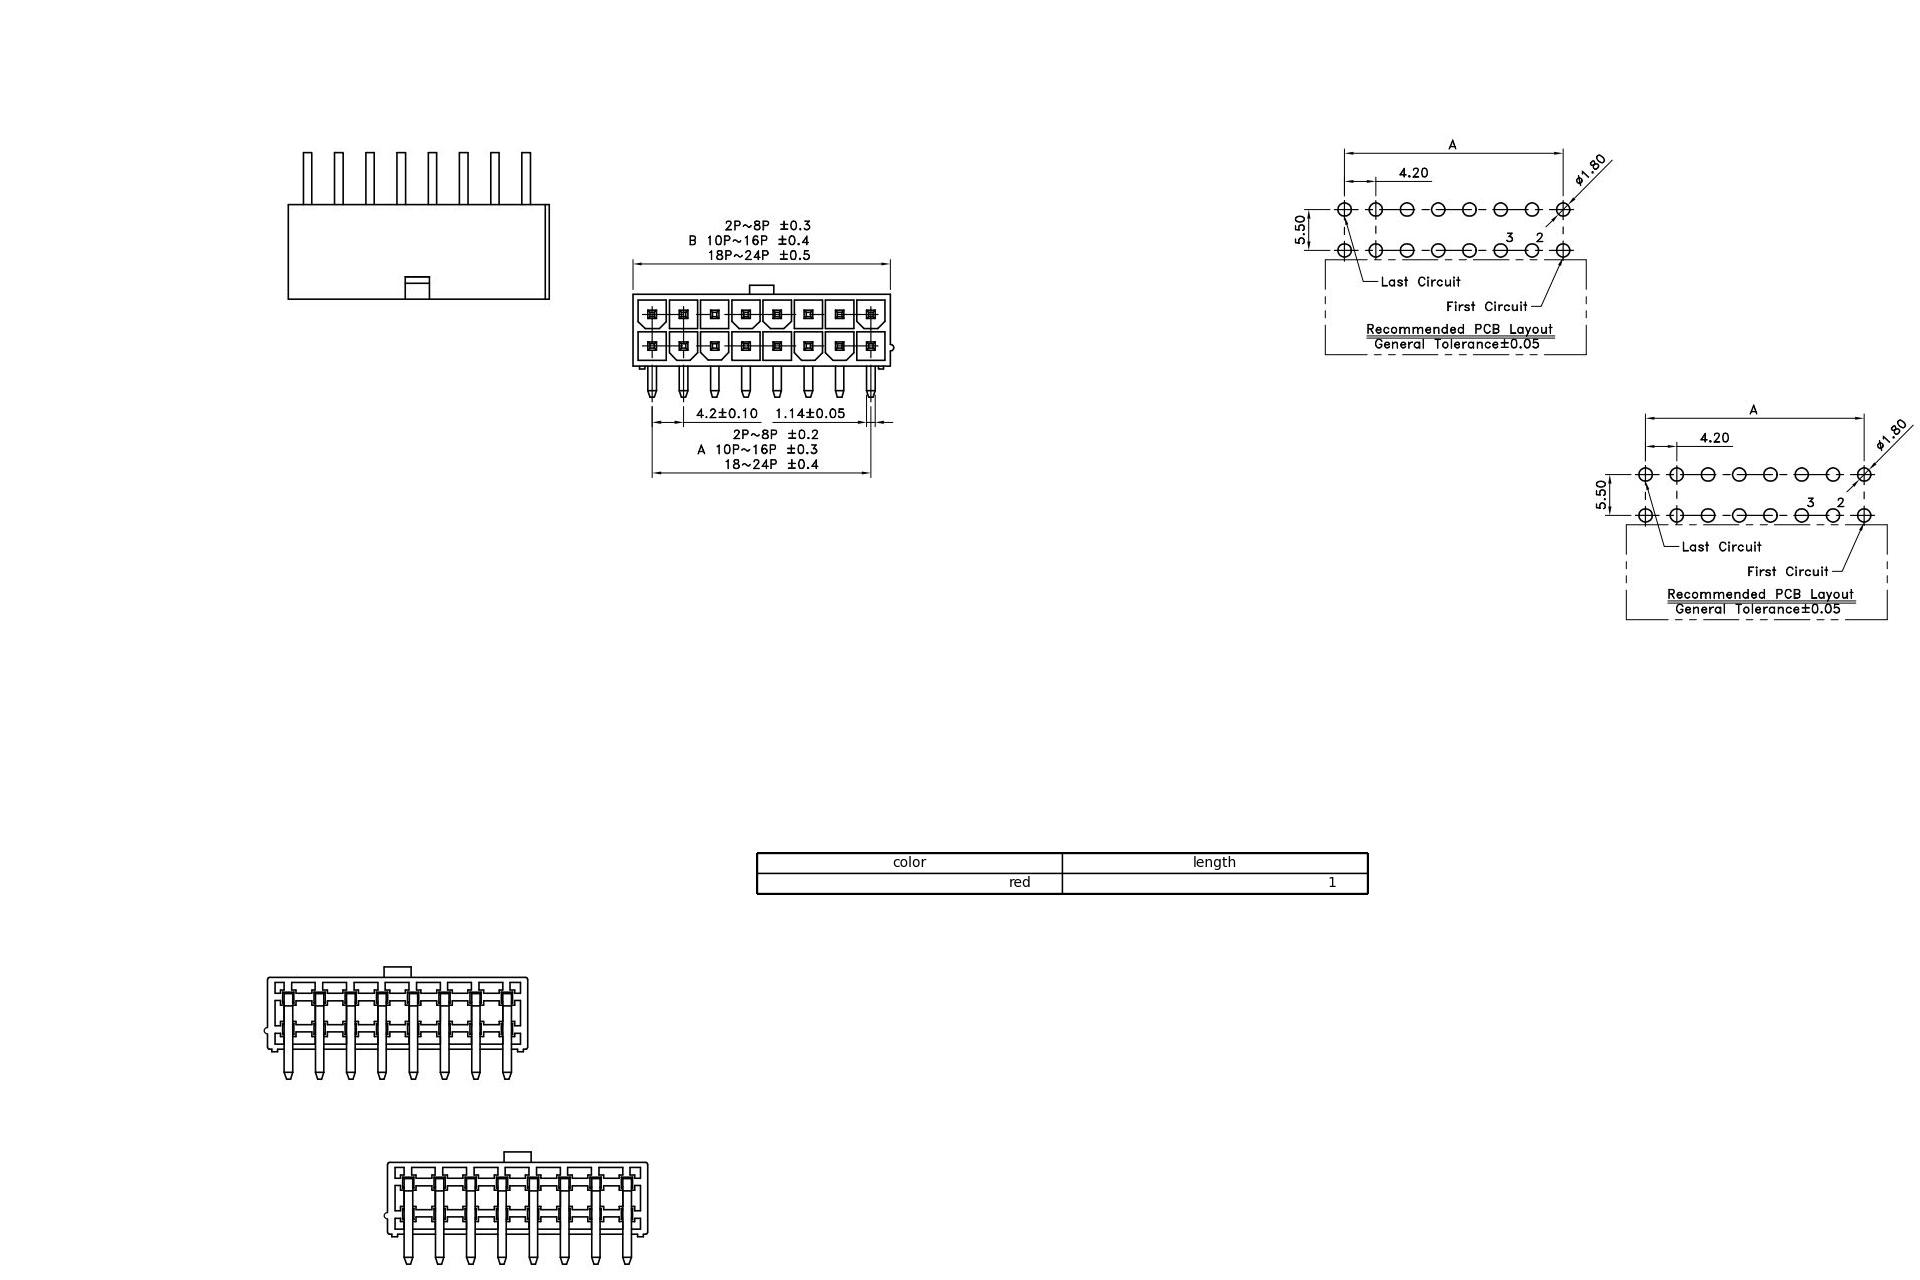 2P~8P ±0.3
B 10P~16P ±0.4
18P~24P ±0.5
4.2±0.10 1.14±0.05
2P~8P ±0.2
A 10P~16P ±0.3
18~24P ±0.4
A
4.20
ø1.80
5.50
3 2
Last Circuit
First Circuit
Recommended PCB Layout
General Tolerance±0.05
A
4.20
ø1.80
5.50
3 2
Last Circuit
First Circuit
Recommended PCB Layout
General Tolerance±0.05
color length
red 1